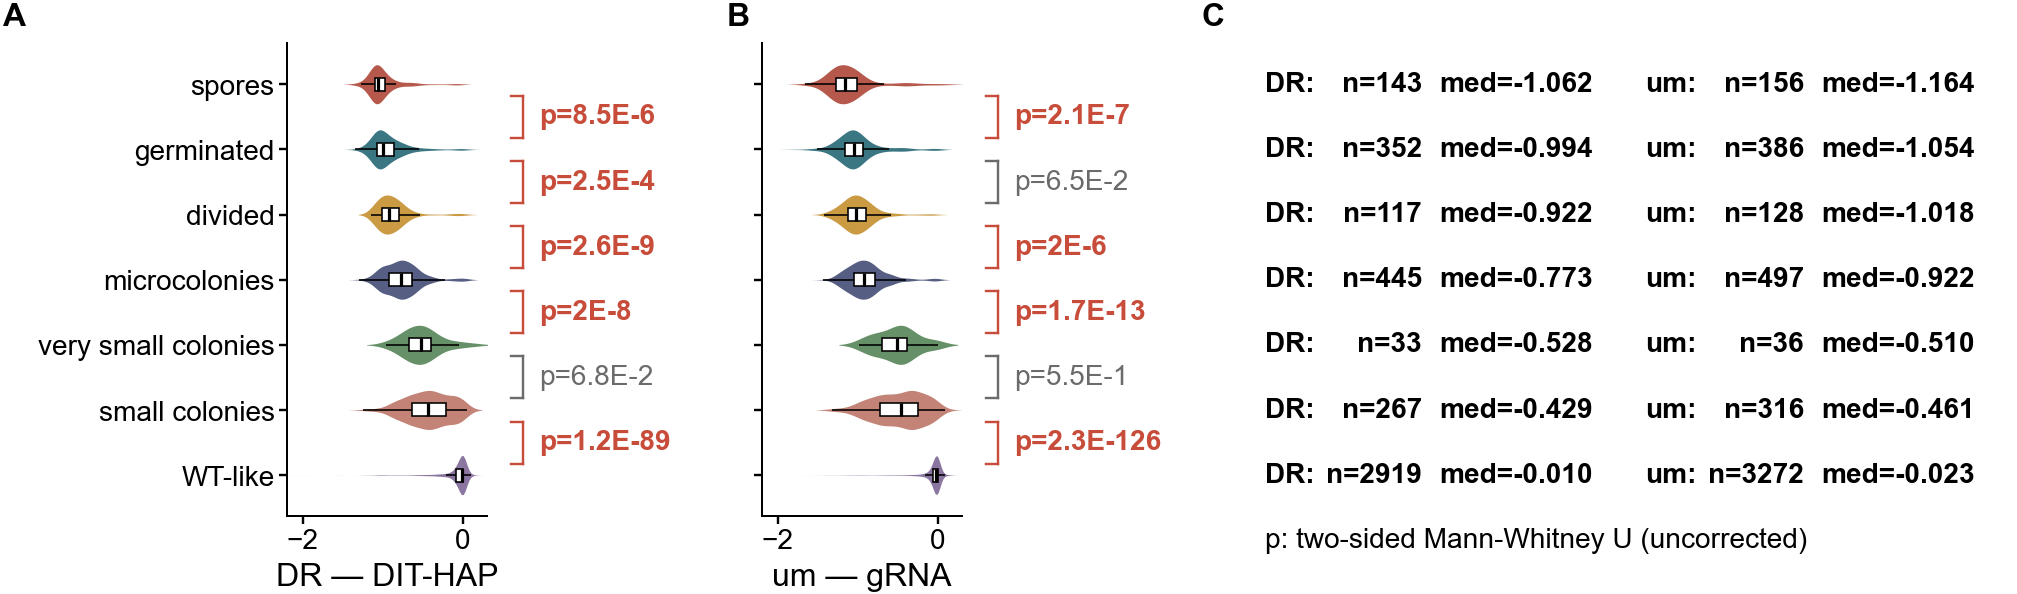 A
B
C
spores
germinated
divided
microcolonies
very small colonies
small colonies
WT-like
p=8.5E-6
p=2.5E-4
p=2.6E-9
p=2E-8
p=6.8E-2
p=1.2E-89
−2
0
DR — DIT-HAP
p=2.1E-7
p=6.5E-2
p=2E-6
p=1.7E-13
p=5.5E-1
p=2.3E-126
−2
0
um — gRNA
DR: n=143 med=-1.062 um: n=156 med=-1.164
DR: n=352 med=-0.994 um: n=386 med=-1.054
DR: n=117 med=-0.922 um: n=128 med=-1.018
DR: n=445 med=-0.773 um: n=497 med=-0.922
DR: n=33 med=-0.528 um: n=36 med=-0.510
DR: n=267 med=-0.429 um: n=316 med=-0.461
DR: n=2919 med=-0.010 um: n=3272 med=-0.023
p: two-sided Mann-Whitney U (uncorrected)